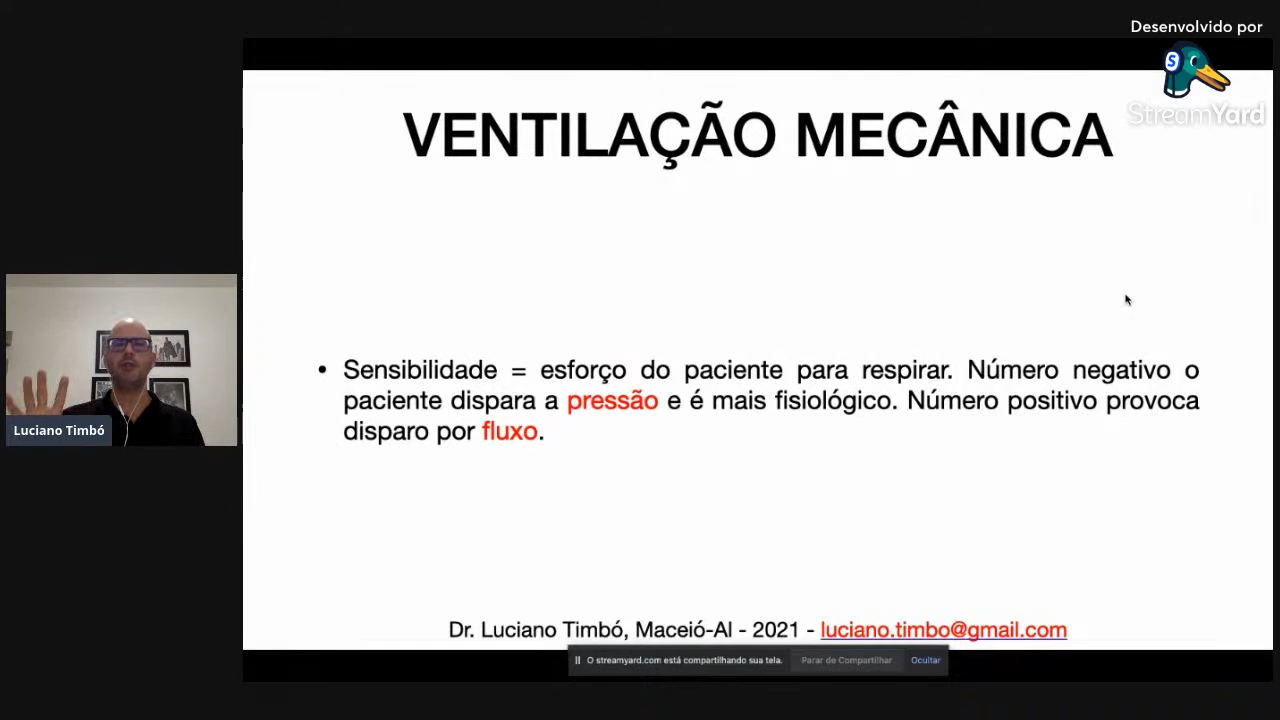 Desenvolvido por
StreamYard
VENTILAÇÃO MECÂNICA
• Sensibilidade = esforço do paciente para respirar. Número negativo o
paciente dispara a pressão e é mais fisiológico. Número positivo provoca
disparo por fluxo.
Luciano Timbó
Dr. Luciano Timbó, Maceió-Al - 2021 - luciano.timbo@gmail.com
O streamyard.com está compartilhando sua tela. Parar de Compartilhar Ocultar